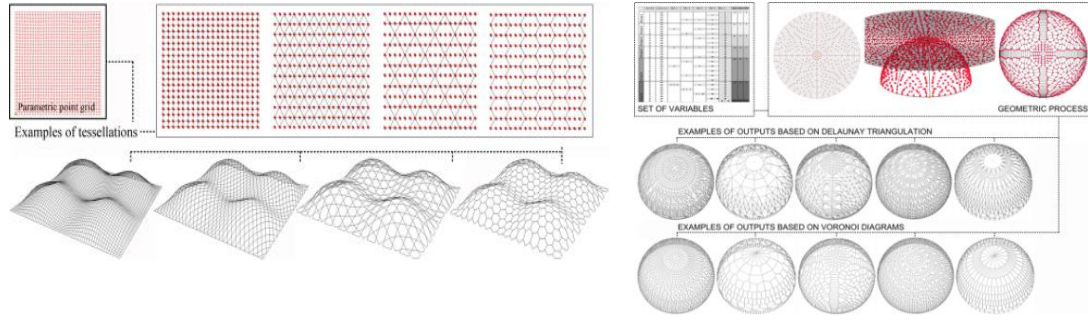 Parametric point grid
Examples of tessellations
SET OF VARIABLES
GEOMETRIC PROCESS
EXAMPLES OF OUTPUTS BASED ON DELAUNAY TRIANGULATION
EXAMPLES OF OUTPUTS BASED ON VORONOI DIAGRAMS